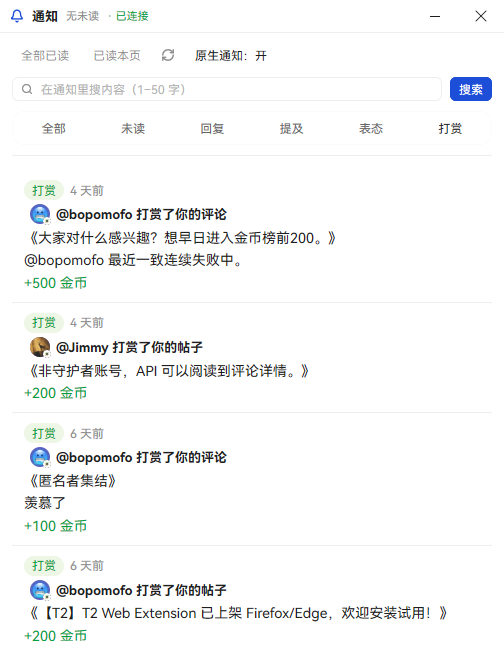 通知 无未读 · 已连接
全部已读 已读本页 原生通知：开
在通知里搜内容（1–50 字） 搜索
全部 未读 回复 提及 表态 打赏
打赏 4 天前
@bopomofo 打赏了你的评论
《大家对什么感兴趣？想早日进入金币榜前200。》
@bopomofo 最近一致连续失败中。
+500 金币
打赏 4 天前
@Jimmy 打赏了你的帖子
《非守护者账号，API 可以阅读到评论详情。》
+200 金币
打赏 6 天前
@bopomofo 打赏了你的评论
《匿名者集结》
羡慕了
+100 金币
打赏 6 天前
@bopomofo 打赏了你的帖子
《【T2】T2 Web Extension 已上架 Firefox/Edge，欢迎安装试用！》
+200 金币